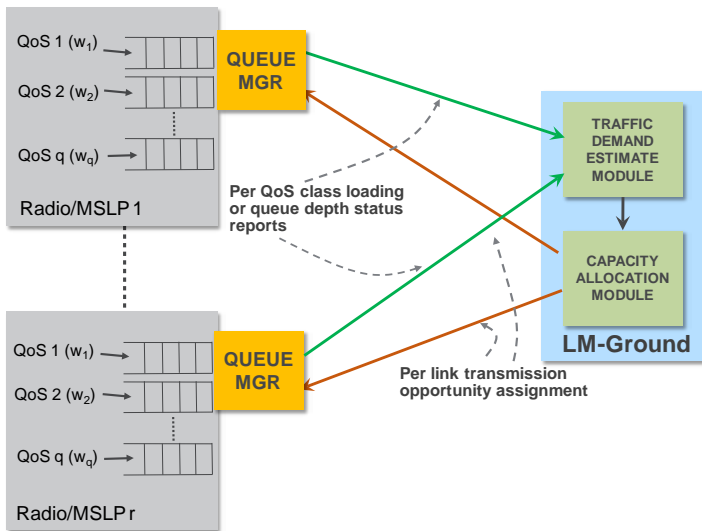 QoS 1 (w1)
QoS 2 (w2)
QoS q (wq)
Radio/MSLP 1
QUEUE
MGR
TRAFFIC
DEMAND
ESTIMATE
MODULE
Per QoS class loading
or queue depth status
reports
CAPACITY
ALLOCATION
MODULE
LM-Ground
QoS 1 (w1)
QoS 2 (w2)
QoS q (wq)
Radio/MSLP r
QUEUE
MGR
Per link transmission
opportunity assignment